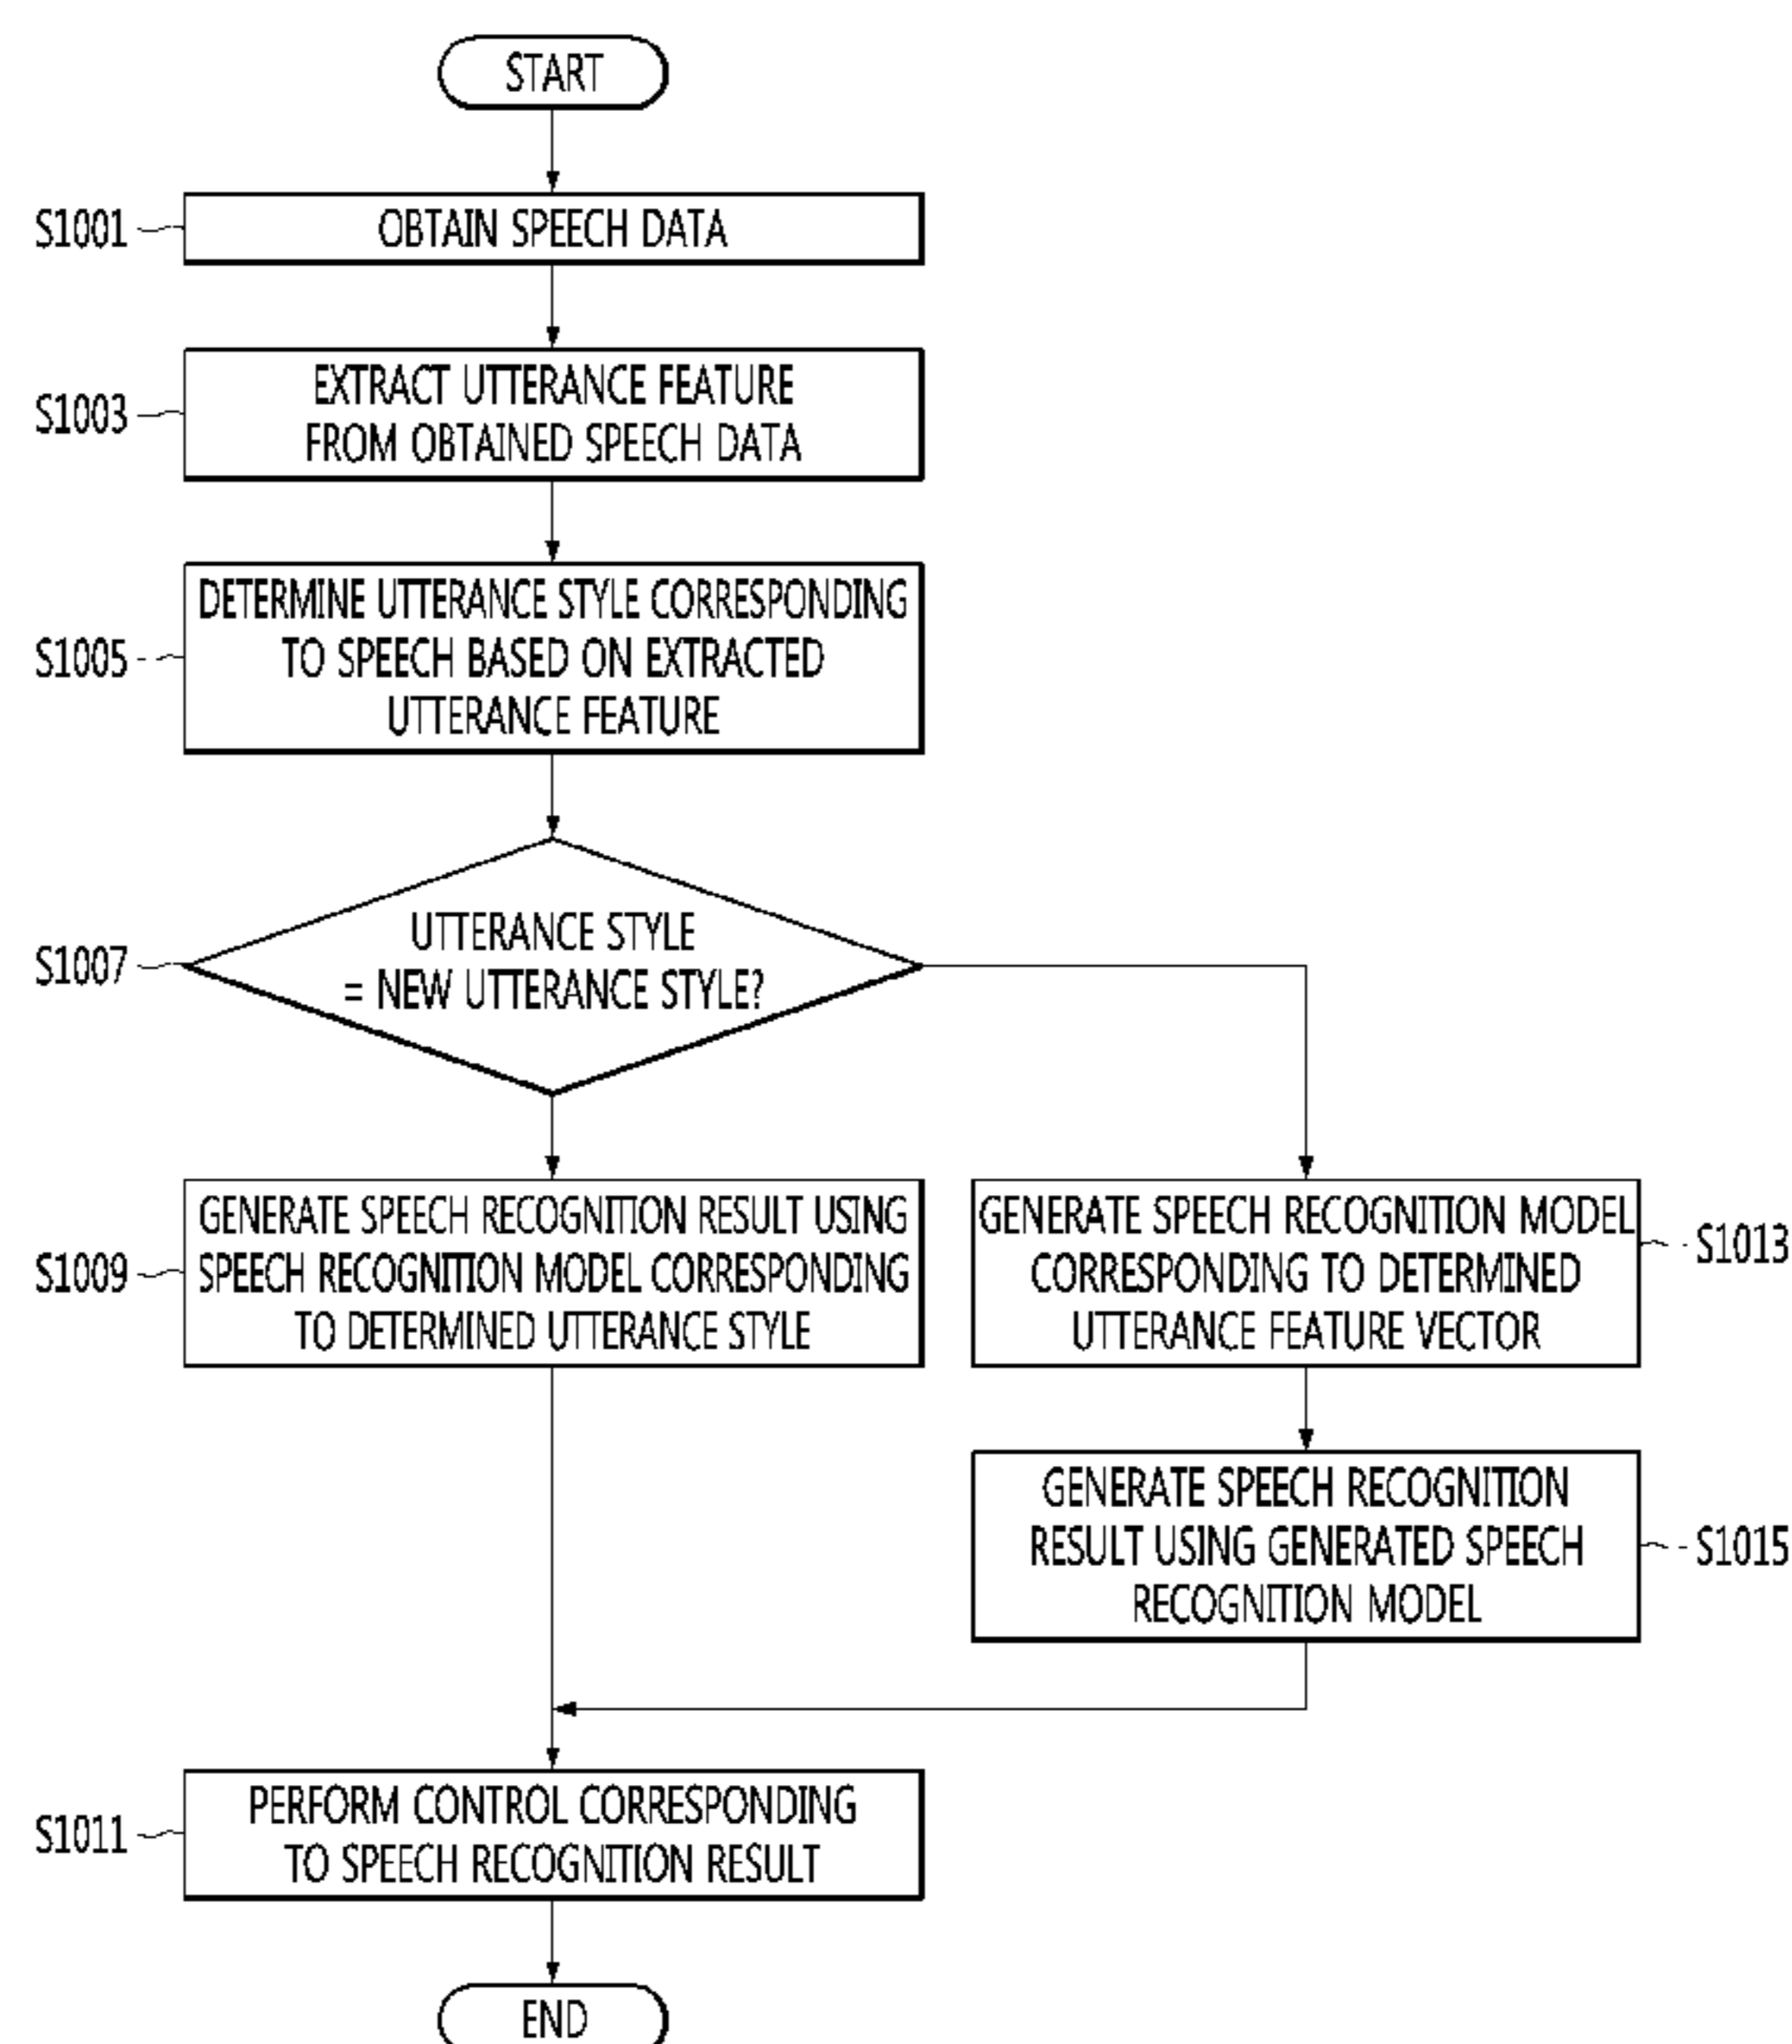 START
S1001
OBTAIN SPEECH DATA
S1003
EXTRACT UTTERANCE FEATURE
FROM OBTAINED SPEECH DATA
S1005
DETERMINE UTTERANCE STYLE CORRESPONDING
TO SPEECH BASED ON EXTRACTED
UTTERANCE FEATURE
S1007
UTTERANCE STYLE
= NEW UTTERANCE STYLE?
S1009
GENERATE SPEECH RECOGNITION RESULT USING
SPEECH RECOGNITION MODEL CORRESPONDING
TO DETERMINED UTTERANCE STYLE
GENERATE SPEECH RECOGNITION MODEL
CORRESPONDING TO DETERMINED
UTTERANCE FEATURE VECTOR
S1013
GENERATE SPEECH RECOGNITION
RESULT USING GENERATED SPEECH
RECOGNITION MODEL
S1015
S1011
PERFORM CONTROL CORRESPONDING
TO SPEECH RECOGNITION RESULT
END